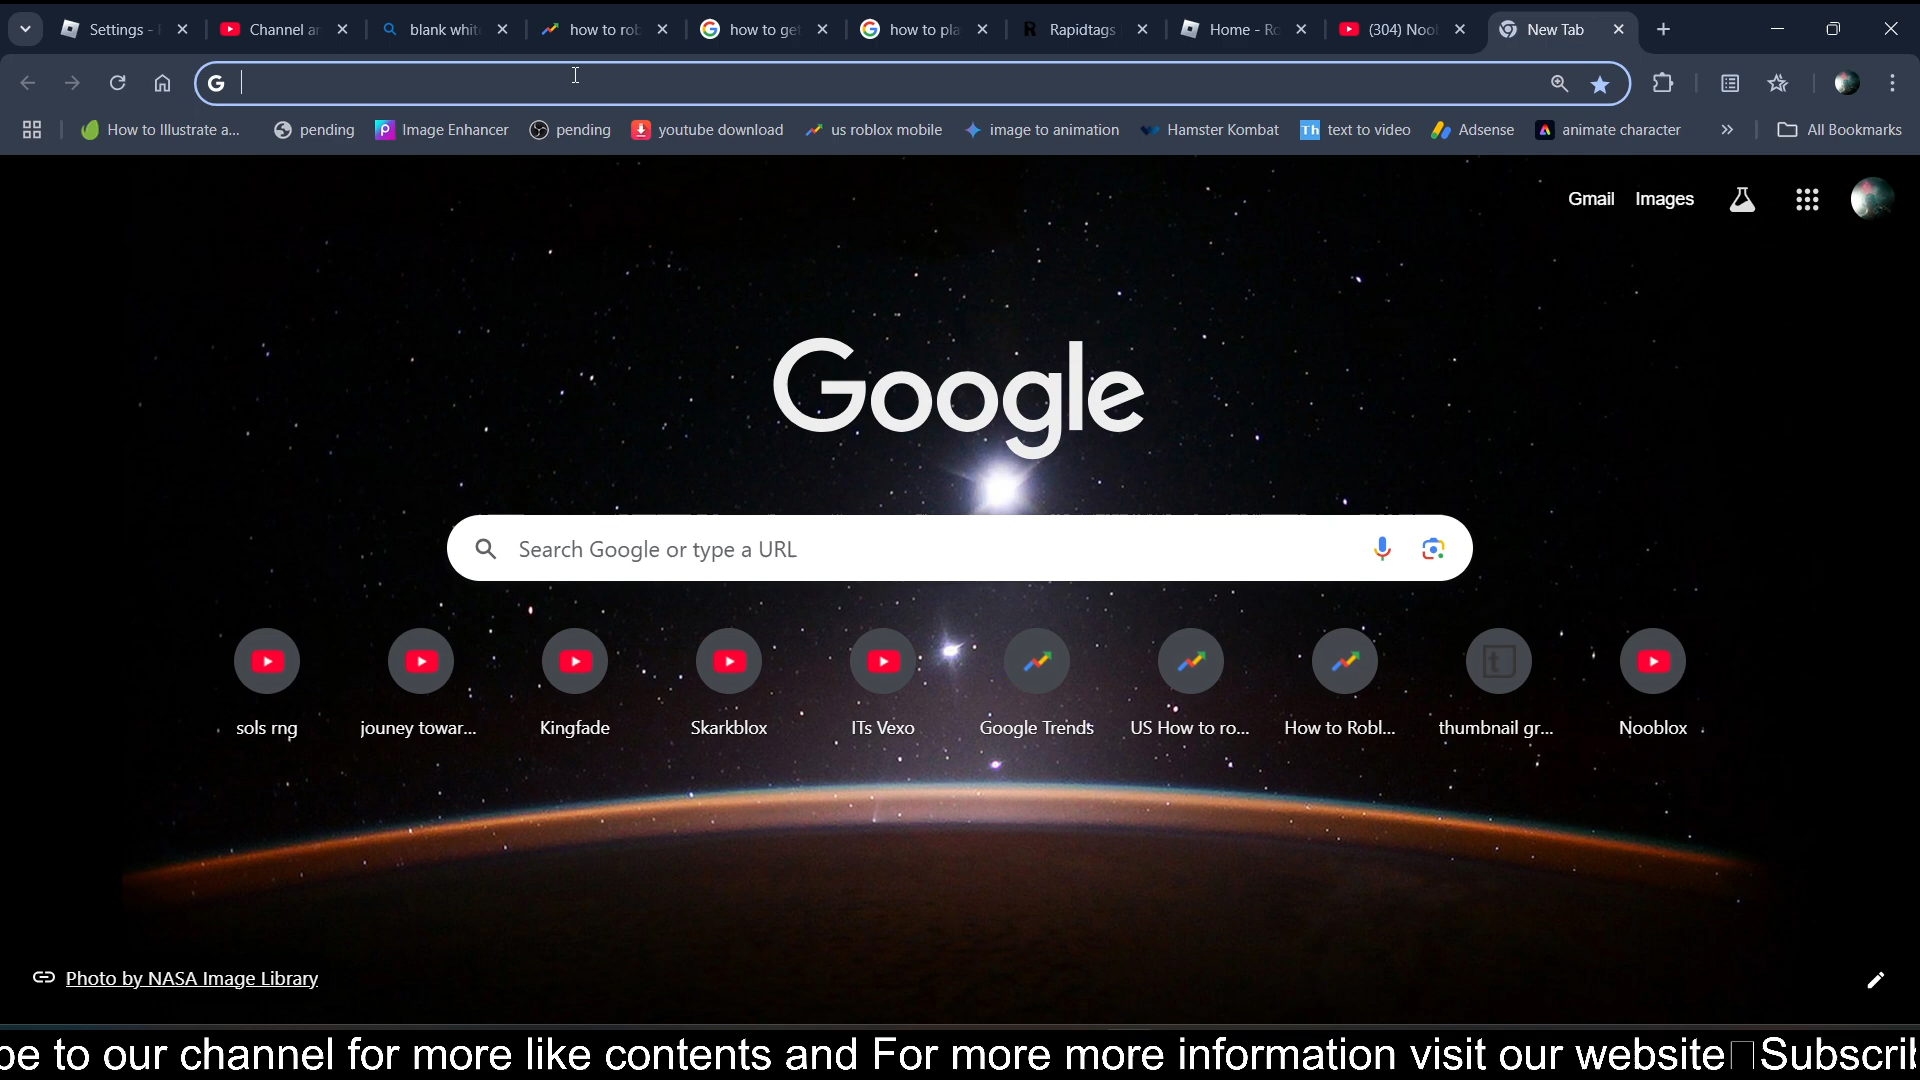 Settings -
Channel ar
blank whit
how to rob
how to get
how to pla
Rapidtags
Home - Ro
(304) Noob
New Tab
How to Illustrate a...
pending
Image Enhancer
pending
youtube download
us roblox mobile
image to animation
Hamster Kombat
text to video
Adsense
animate character
All Bookmarks
Gmail
Images
Google
Search Google or type a URL
sols rng
jouney towar...
Kingfade
Skarkblox
ITs Vexo
Google Trends
US How to ro...
How to Robl...
thumbnail gr...
Nooblox
Photo by NASA Image Library
be to our channel for more like contents and For more more information visit our website Subscrib